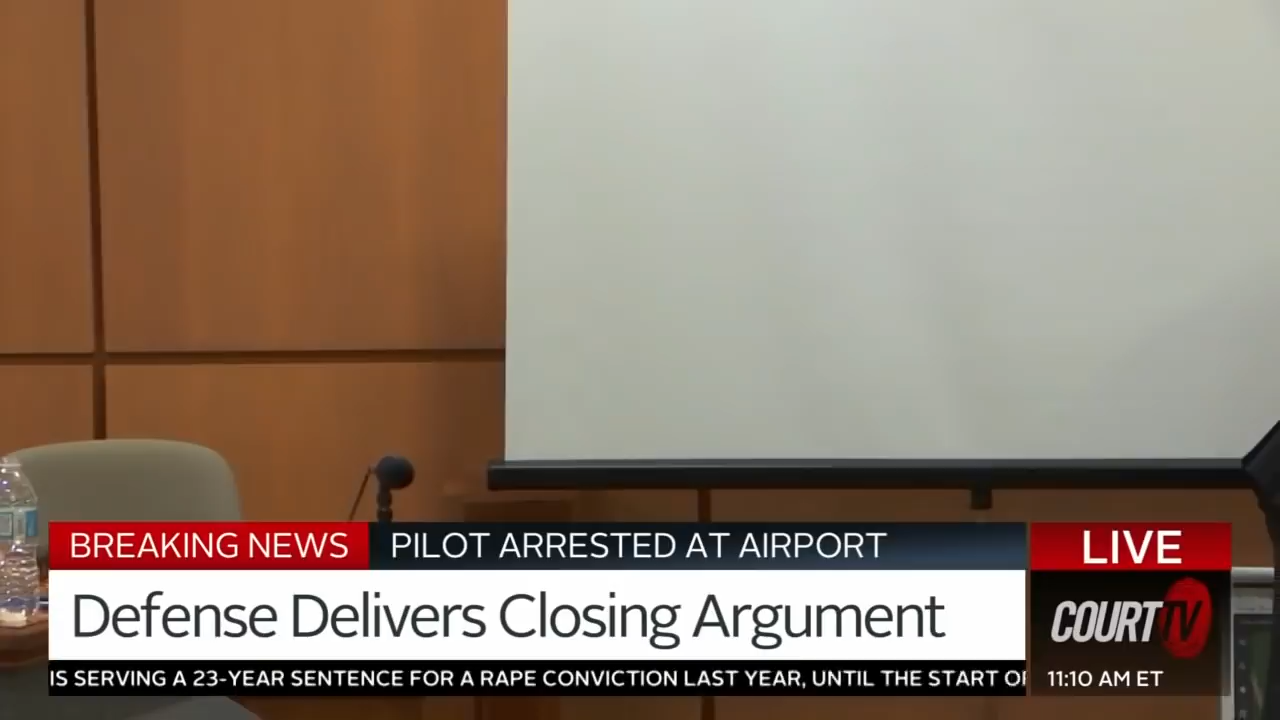 BREAKING NEWS PILOT ARRESTED AT AIRPORT LIVE
Defense Delivers Closing Argument
COURT TV
IS SERVING A 23-YEAR SENTENCE FOR A RAPE CONVICTION LAST YEAR, UNTIL THE START
11:10 AM ET